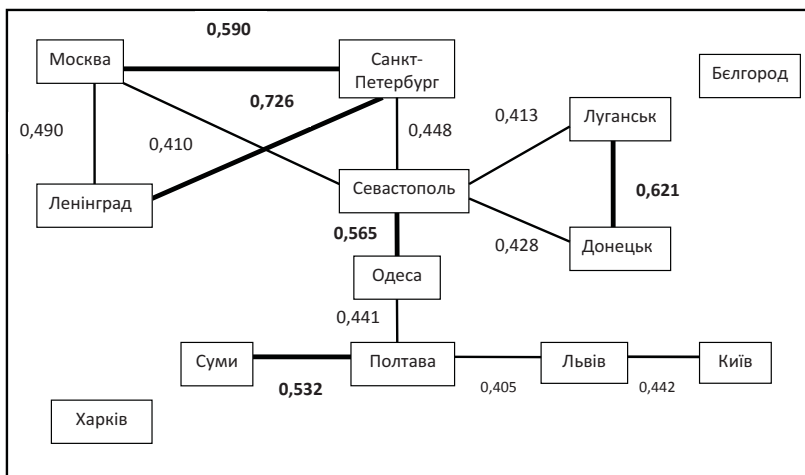 0,590
Москва
Санкт-
Петербург
Бєлгород
0,726
0,490
0,410
0,448
0,413
Луганськ
Ленінград
Севастополь
0,621
0,565
0,428
Донецьк
Одеса
0,441
Суми
Полтава
Львів
Київ
0,532
0,405
0,442
Харків